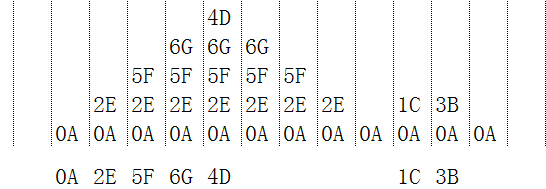 4D
6G 6G 6G
5F 5F 5F 5F 5F
2E 2E 2E 2E 2E 2E 2E 1C 3B
0A 0A 0A 0A 0A 0A 0A 0A 0A 0A 0A 0A
0A 2E 5F 6G 4D 1C 3B